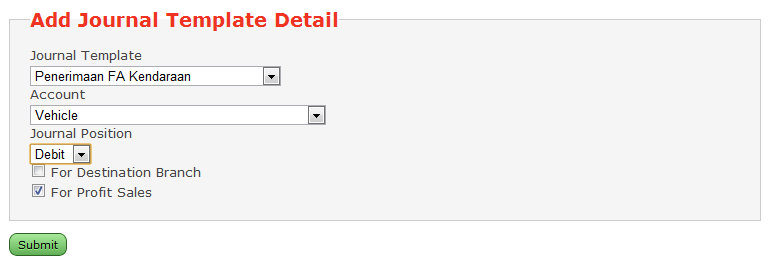 Add Journal Template Detail
Journal Template
Penerimaan FA Kendaraan
Account
Vehicle
Journal Position
Debit
For Destination Branch
For Profit Sales
Submit